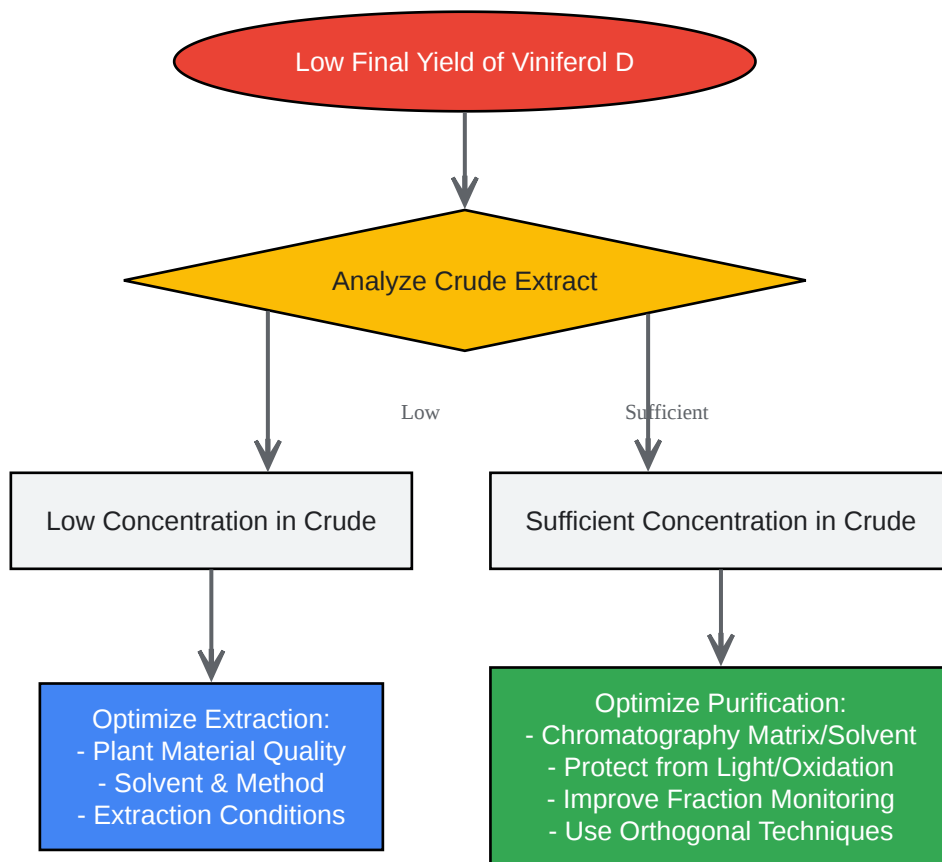 Low Final Yield of Viniferol D
Analyze Crude Extract
Low
Sufficient
Low Concentration in Crude
Sufficient Concentration in Crude
Optimize Extraction:
- Plant Material Quality
- Solvent & Method
- Extraction Conditions
Optimize Purification:
- Chromatography Matrix/Solvent
- Protect from Light/Oxidation
- Improve Fraction Monitoring
- Use Orthogonal Techniques